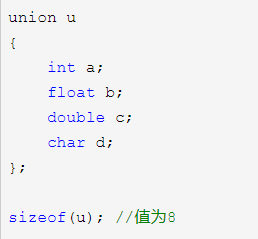 union u
{
    int a;
    float b;
    double c;
    char d;
};

sizeof(u); //值为8